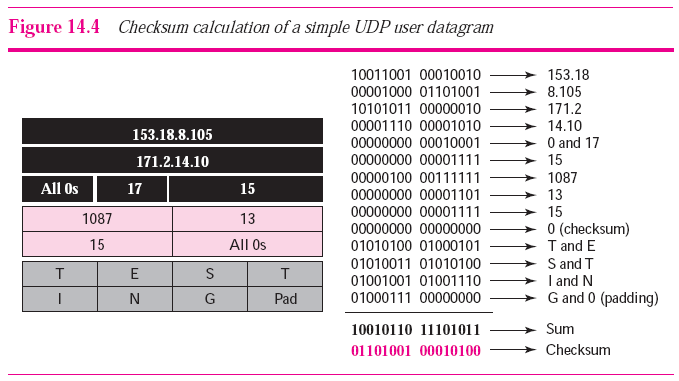 Figure 14.4 Checksum calculation of a simple UDP user datagram
153.18.8.105
171.2.14.10
All 0s 17 15
1087 13
15 All 0s
T E S T
I N G Pad
10011001 00010010 153.18
00001000 01101001 8.105
10101011 00000010 171.2
00001110 00001010 14.10
00000000 00010001 0 and 17
00000000 00001111 15
00000100 00111111 1087
00000000 00001101 13
00000000 00001111 15
00000000 00000000 0 (checksum)
01010100 01000101 T and E
01010011 01010100 S and T
01001001 01001110 I and N
01000111 00000000 G and 0 (padding)
10010110 11101011 Sum
01101001 00010100 Checksum